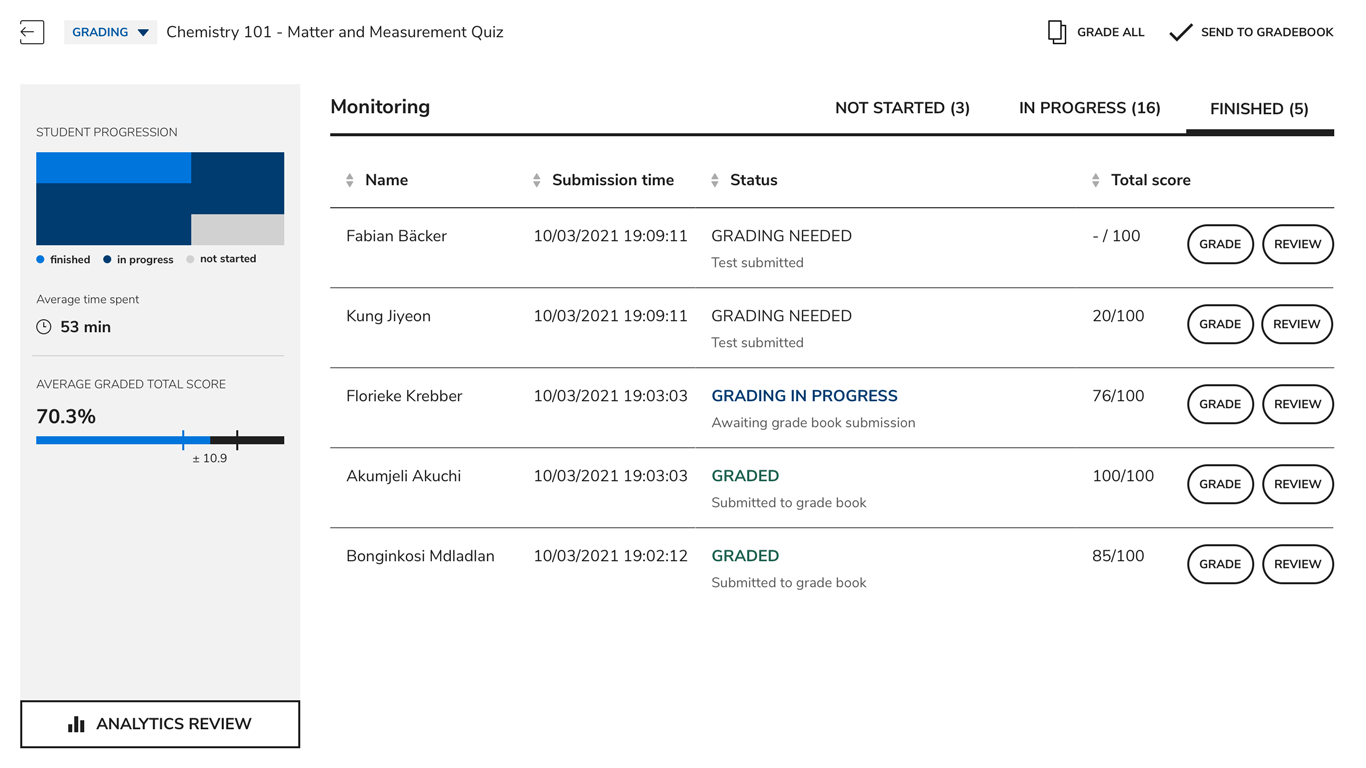 GRADING
Chemistry 101 - Matter and Measurement Quiz
GRADE ALL
SEND TO GRADEBOOK
STUDENT PROGRESSION
finished in progress not started
Average time spent
53 min
AVERAGE GRADED TOTAL SCORE
70.3%
± 10.9
ANALYTICS REVIEW
Monitoring
NOT STARTED (3) IN PROGRESS (16) FINISHED (5)
Name Submission time Status Total score
Fabian Bäcker 10/03/2021 19:09:11 GRADING NEEDED - / 100 GRADE REVIEW
Test submitted
Kung Jiyeon 10/03/2021 19:09:11 GRADING NEEDED 20/100 GRADE REVIEW
Test submitted
Florieke Krebber 10/03/2021 19:03:03 GRADING IN PROGRESS 76/100 GRADE REVIEW
Awaiting grade book submission
Akumjeli Akuchi 10/03/2021 19:03:03 GRADED 100/100 GRADE REVIEW
Submitted to grade book
Bonginkosi Mdladlan 10/03/2021 19:02:12 GRADED 85/100 GRADE REVIEW
Submitted to grade book